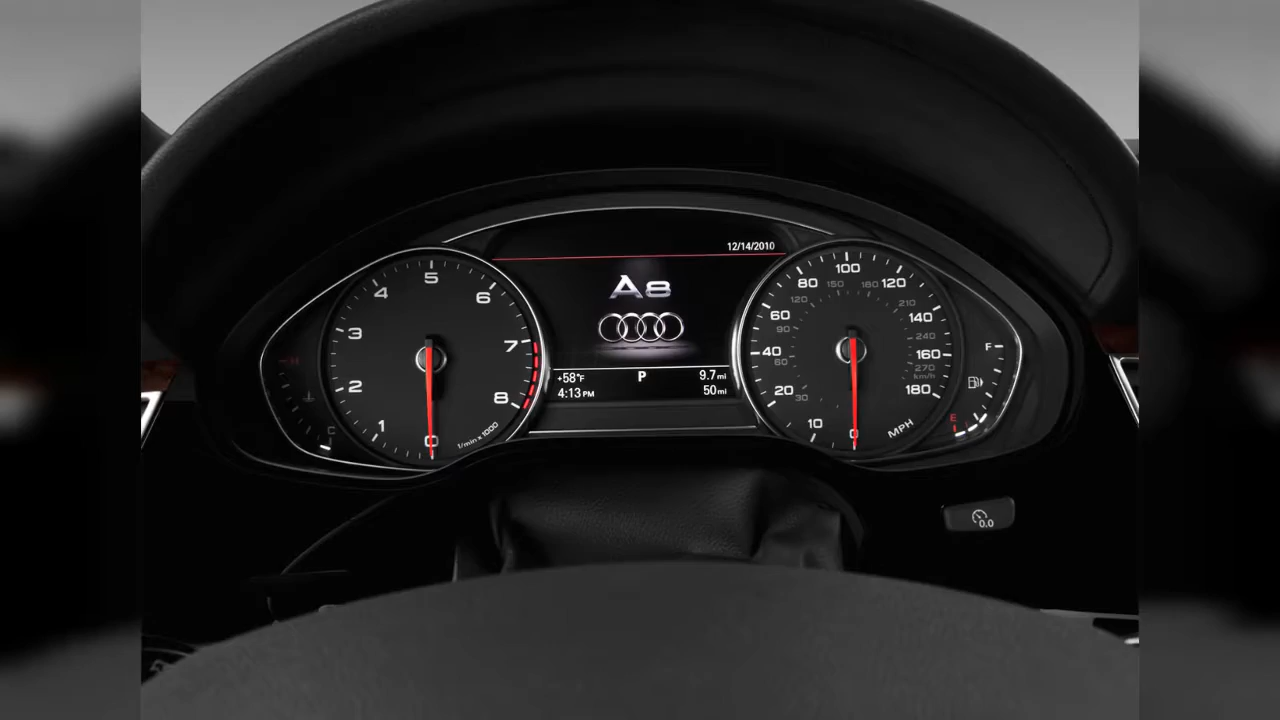 12/14/2010
A8
+58°F P 9.7mi
4:13PM 50mi
0 1 2 3 4 5 6 7 8
1/min x 1000
H
C
0 10 20 40 60 80 100 120 140 160 180
MPH
30 60 90 120 150 180 210 240 270
km/h
F
E
0.0